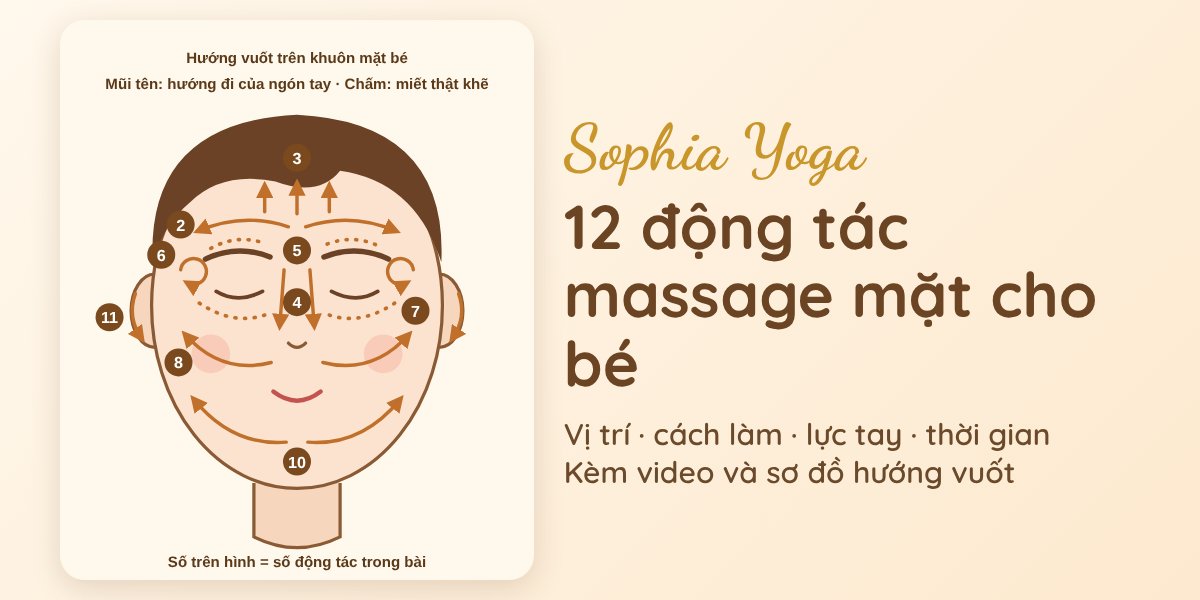 Hướng vuốt trên khuôn mặt bé
Mũi tên: hướng đi của ngón tay · Chấm: miết thật khẽ
3
2
5
6
4
11
7
8
10
Số trên hình = số động tác trong bài
Sophia Yoga
12 động tác
massage mặt cho
bé
Vị trí · cách làm · lực tay · thời gian
Kèm video và sơ đồ hướng vuốt